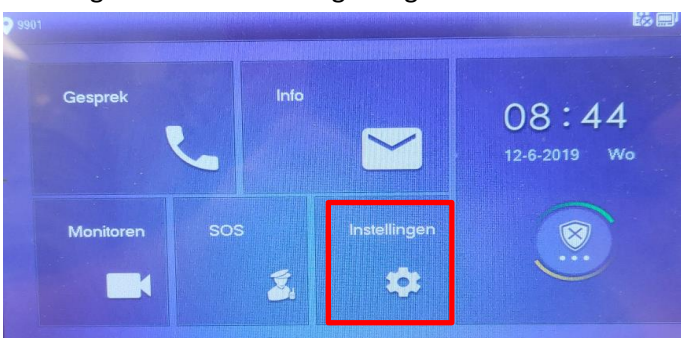 9901
Gesprek
Info
08:44
12-6-2019 Wo
Monitoren
SOS
Instellingen